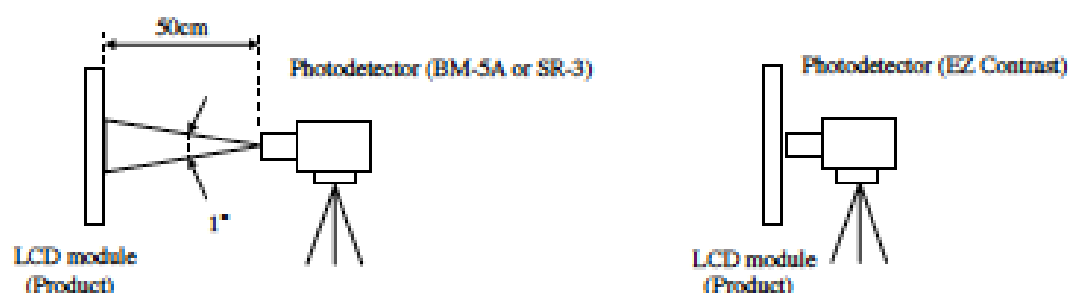 50cm
Photodetector (BM-5A or SR-3)
1°
LCD module
(Product)
Photodetector (EZ Contrast)
LCD module
(Product)